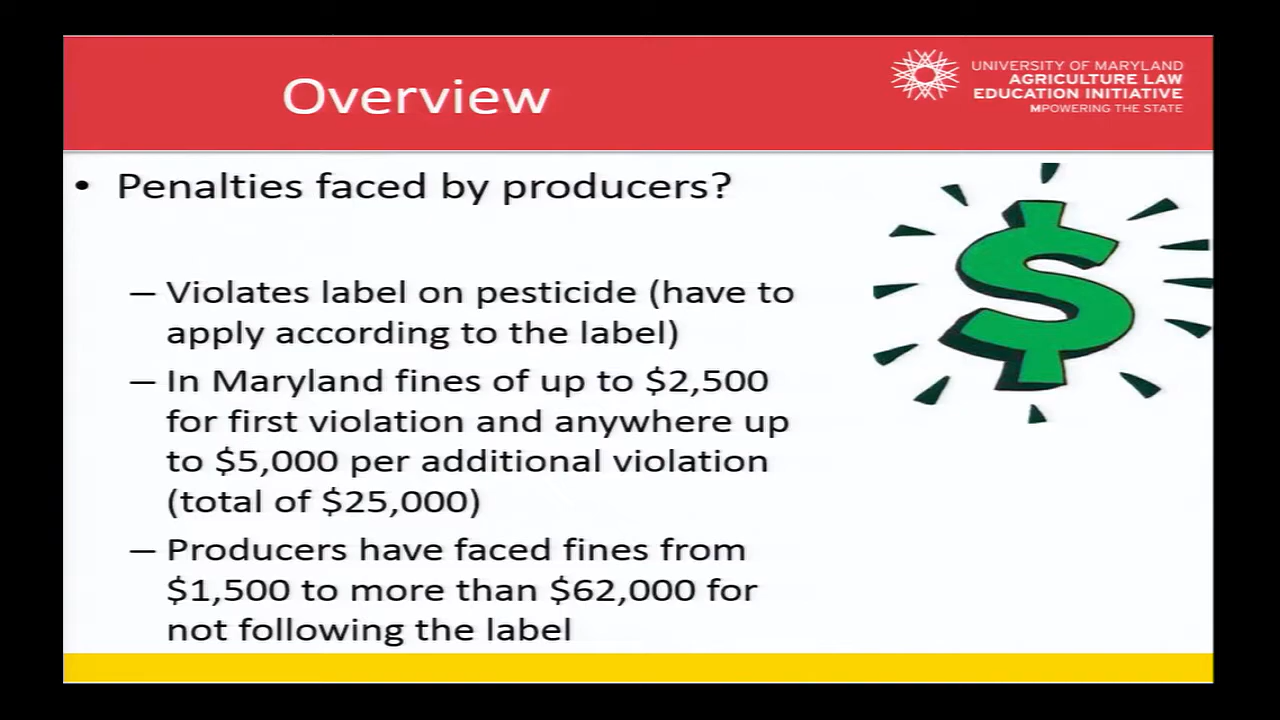 Overview
UNIVERSITY OF MARYLAND
AGRICULTURE LAW
EDUCATION INITIATIVE
MPOWERING THE STATE
• Penalties faced by producers?
– Violates label on pesticide (have to
apply according to the label)
– In Maryland fines of up to $2,500
for first violation and anywhere up
to $5,000 per additional violation
(total of $25,000)
– Producers have faced fines from
$1,500 to more than $62,000 for
not following the label
$